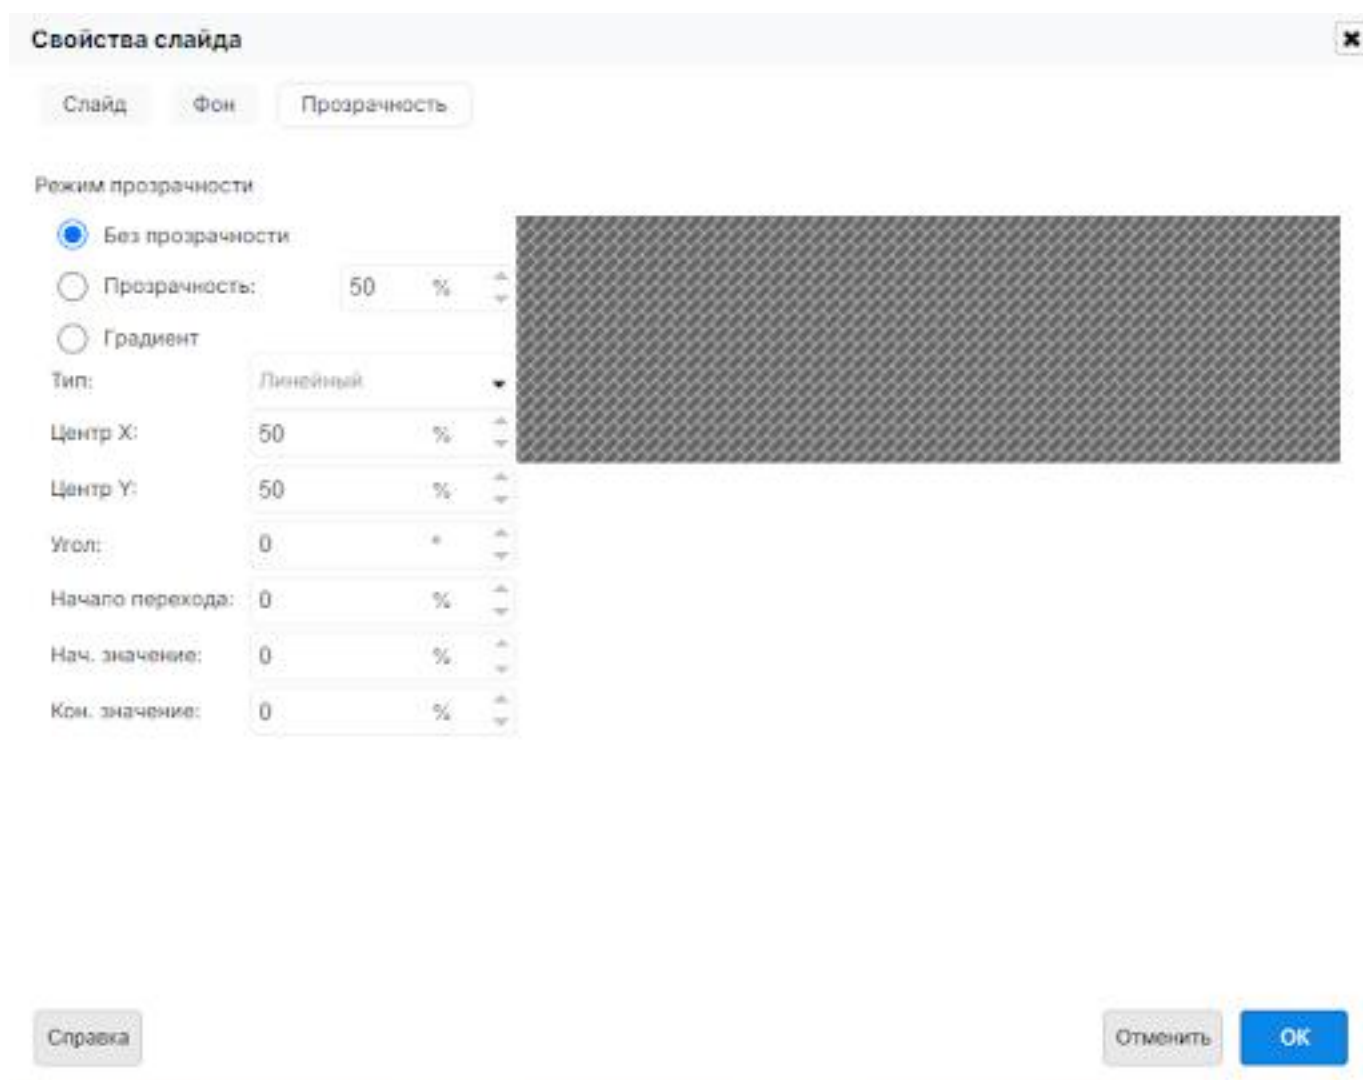 Свойства слайда
Слайд Фон Прозрачность
Режим прозрачности
Без прозрачности
Прозрачность: 50 %
Градиент
Тип: Линейный
Центр X: 50 %
Центр Y: 50 %
Угол: 0 °
Начало перехода: 0 %
Нач. значение: 0 %
Кон. значение: 0 %
Справка Отменить OK